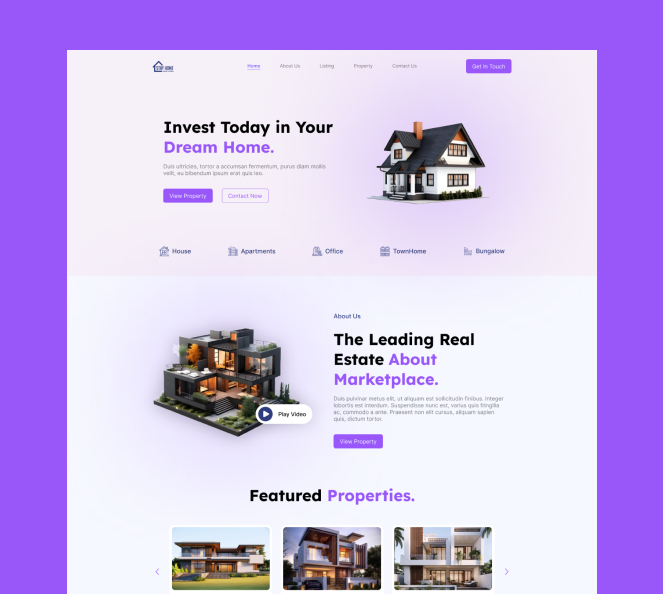 STAY HOME
Home
About Us
Listing
Property
Contact Us
Get In Touch
Invest Today in Your
Dream Home.
Duis ultricies, tortor a accumsan fermentum, purus diam mollis
velit, eu bibendum ipsum erat quis leo.
View Property
Contact Now
House
Apartments
Office
TownHome
Bungalow
About Us
The Leading Real
Estate About
Marketplace.
Duis pulvinar metus elit, ut aliquam est sollicitudin finibus. Integer
lobortis est interdum. Suspendisse nunc est, varius quis fringilla
ac, commodo a ante. Praesent non elit cursus, aliquam sapien
quis, dictum tortor.
Play Video
View Property
Featured Properties.